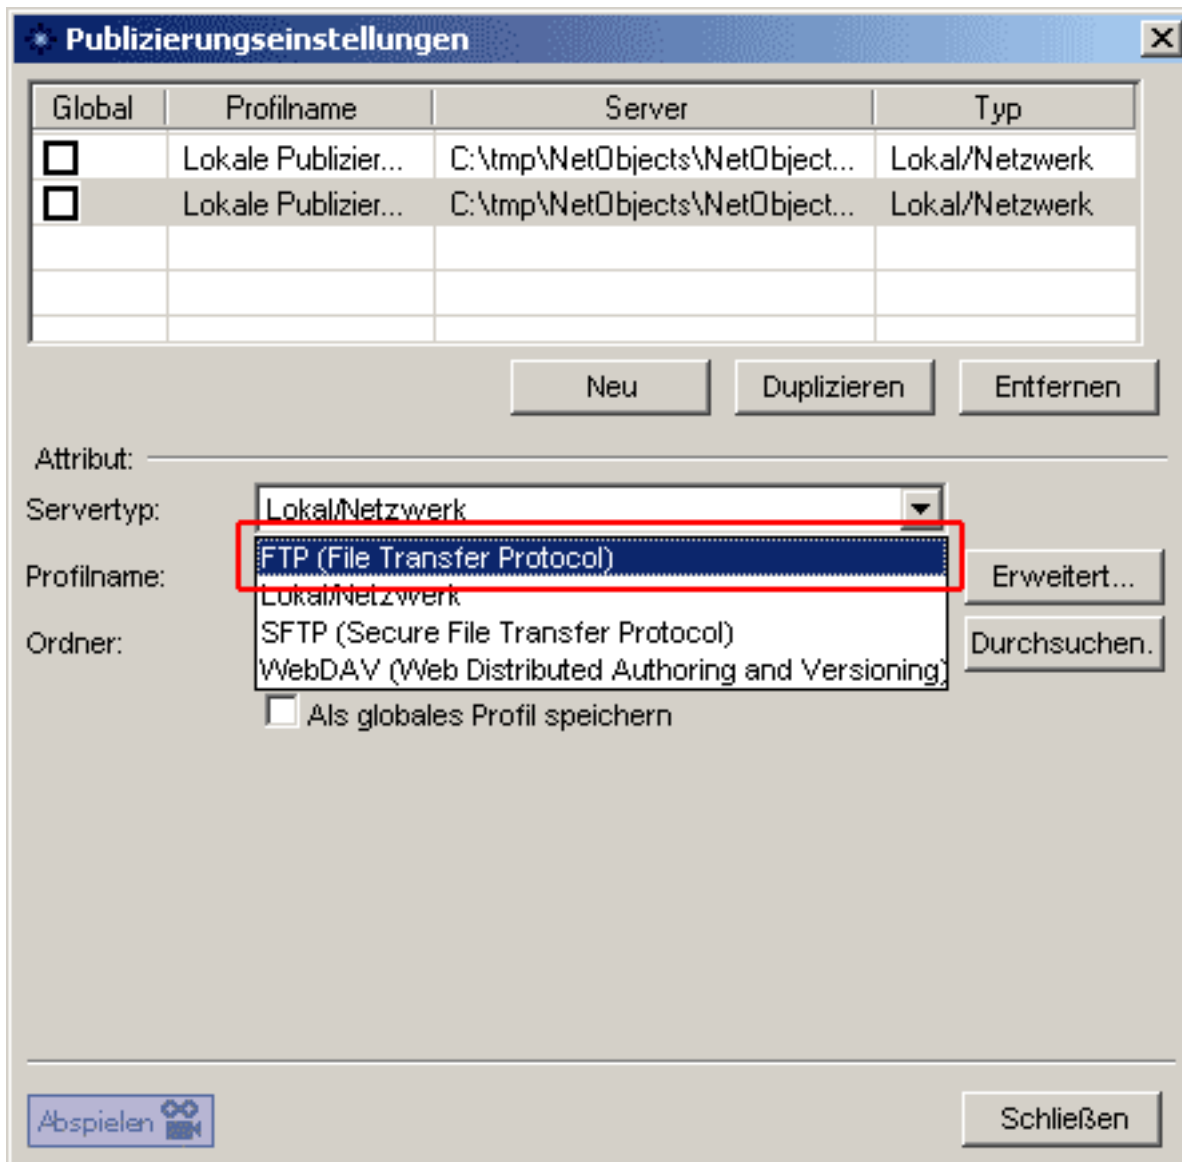 Publizierungseinstellungen
Global Profilname Server Typ
Lokale Publizier... C:\tmp\NetObjects\NetObject... Lokal/Netzwerk
Lokale Publizier... C:\tmp\NetObjects\NetObject... Lokal/Netzwerk
Neu Duplizieren Entfernen
Attribut:
Servertyp: Lokal/Netzwerk
FTP (File Transfer Protocol)
Profilname: Lokal/Netzwerk Erweitert...
SFTP (Secure File Transfer Protocol)
Ordner: Durchsuchen.
WebDAV (Web Distributed Authoring and Versioning)
Als globales Profil speichern
Abspielen Schließen